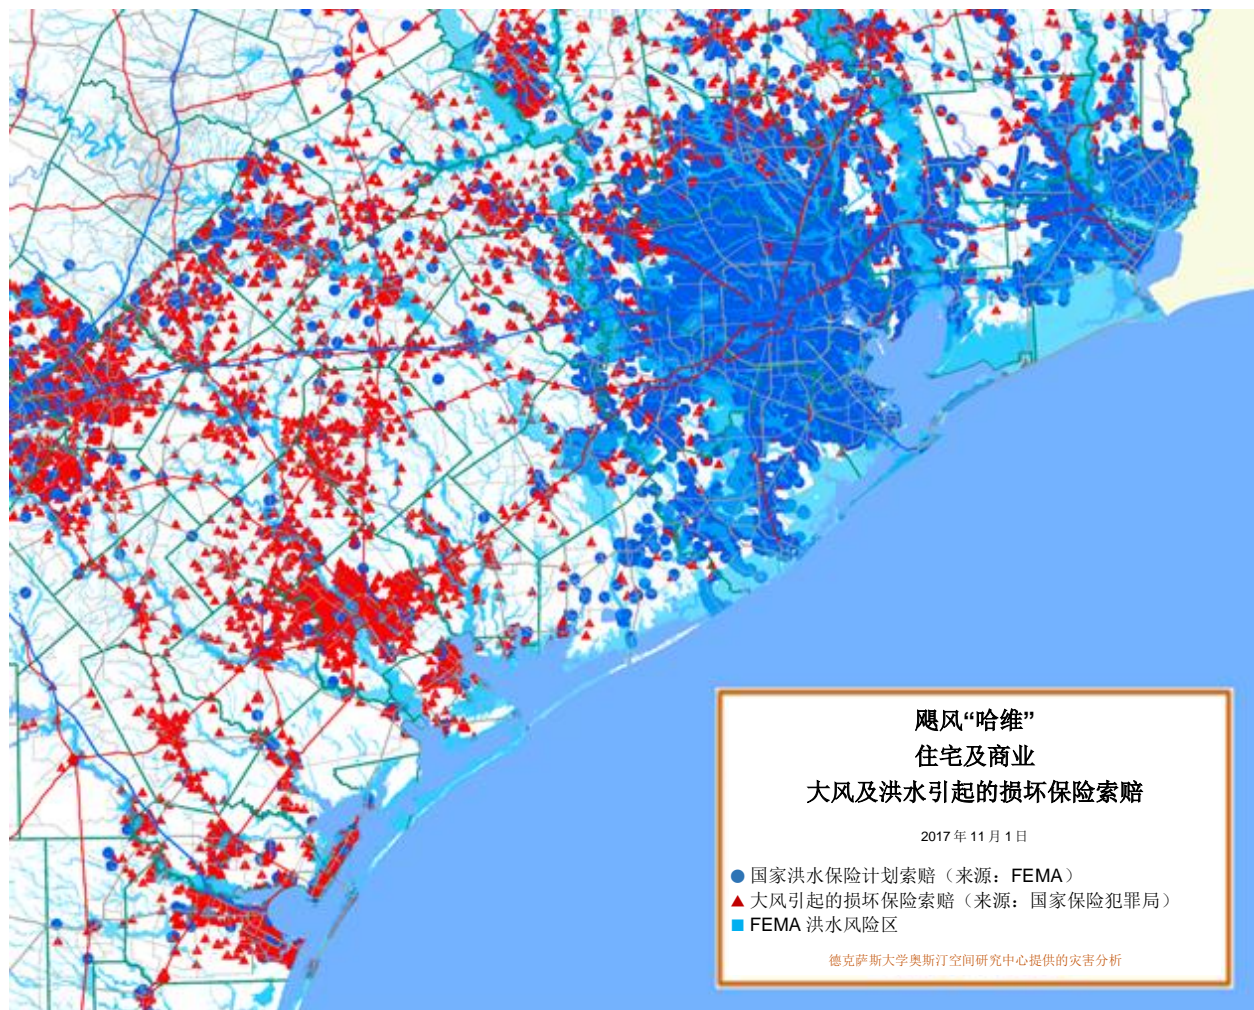 飓风“哈维”
住宅及商业
大风及洪水引起的损坏保险索赔
2017 年 11 月 1 日
国家洪水保险计划索赔（来源：FEMA）
大风引起的损坏保险索赔（来源：国家保险犯罪局）
FEMA 洪水风险区
德克萨斯大学奥斯汀空间研究中心提供的灾害分析